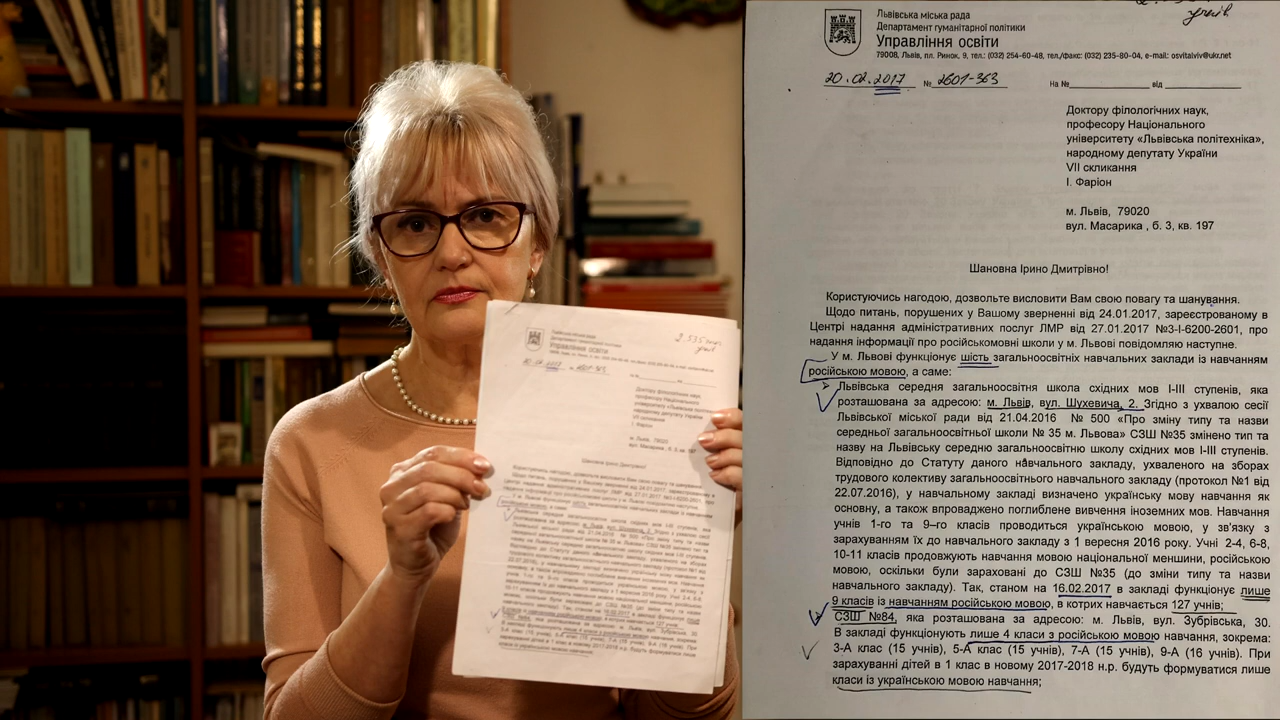 Львівська міська рада
Департамент гуманітарної політики
Управління освіти
79008, Львів, пл. Ринок, 9, тел.: (032) 254-60-48, тел./факс: (032) 235-80-04, e-mail: osvitalviv@ukr.net
20.02.2017 № 2601-363 На № від
Доктору філологічних наук,
професору Національного
університету «Львівська політехніка»,
народному депутату України
VII скликання
І. Фаріон
м. Львів, 79020
вул. Масарика , б. 3, кв. 197
Шановна Ірино Дмитрівно!
Користуючись нагодою, дозвольте висловити Вам свою повагу та шанування.
Щодо питань, порушених у Вашому зверненні від 24.01.2017, зареєстрованому в
Центрі надання адміністративних послуг ЛМР від 27.01.2017 №3-І-6200-2601, про
надання інформації про російськомовні школи у м. Львові повідомляю наступне:
У м. Львові функціонує шість загальноосвітніх навчальних заклади із навчанням
російською мовою, а саме:
Львівська середня загальноосвітня школа східних мов І-ІІІ ступенів, яка
розташована за адресою: м. Львів, вул. Шухевича, 2. Згідно з ухвалою сесії
Львівської міської ради від 21.04.2016 № 500 «Про зміну типу та назви
середньої загальноосвітньої школи № 35 м. Львова» СЗШ №35 змінено тип та
назву на Львівську середню загальноосвітню школу східних мов І-ІІІ ступенів.
Відповідно до Статуту даного навчального закладу, ухваленого на зборах
трудового колективу загальноосвітнього навчального закладу (протокол №1 від
22.07.2016), у навчальному закладі визначено українську мову навчання як
основну, а також впроваджено поглиблене вивчення іноземних мов. Навчання
учнів 1-го та 9–го класів проводиться українською мовою, у зв'язку з
зарахуванням їх до навчального закладу з 1 вересня 2016 року. Учні 2-4, 6-8,
10-11 класів продовжують навчання мовою національної меншини, російською
мовою, оскільки були зараховані до СЗШ №35 (до зміни типу та назви
навчального закладу). Так, станом на 16.02.2017 в закладі функціонує лише
9 класів із навчанням російською мовою, в котрих навчається 127 учнів;
СЗШ №84, яка розташована за адресою: м. Львів, вул. Зубрівська, 30.
В закладі функціонують лише 4 класи з російською мовою навчання, зокрема:
3-А клас (15 учнів), 5-А клас (15 учнів), 7-А (15 учнів), 9-А (16 учнів). При
зарахуванні дітей в 1 клас в новому 2017-2018 н.р. будуть формуватися лише
класи із українською мовою навчання;